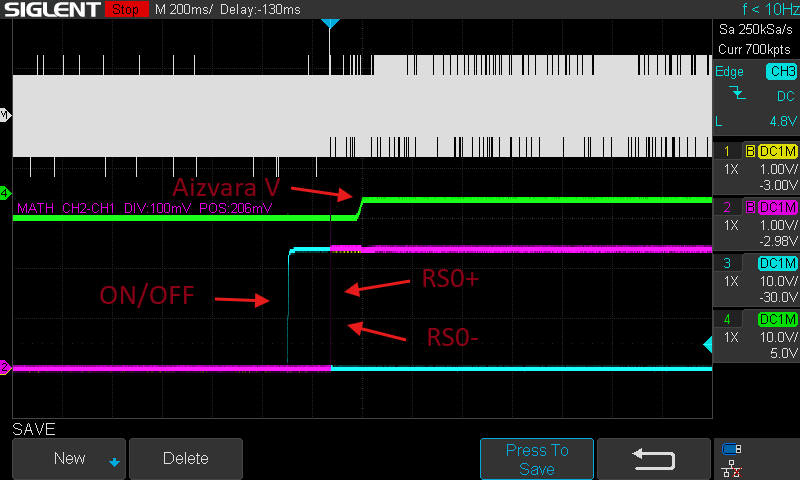 SIGLENT Stop M 200ms/ Delay:-130ms f < 10Hz
Sa 250kSa/s
Curr 700kpts
Edge CH3
DC
L 4.8V
M
1 B DC1M
1X 1.00V/
-3.00V
2 B DC1M
1X 1.00V/
-2.98V
3 DC1M
1X 10.0V/
-30.0V
4 DC1M
1X 10.0V/
5.0V
4
Aizvara V
MATH CH2-CH1 DIV:100mV POS:206mV
ON/OFF
RS0+
RS0-
2
SAVE
New
Delete
Press To
Save